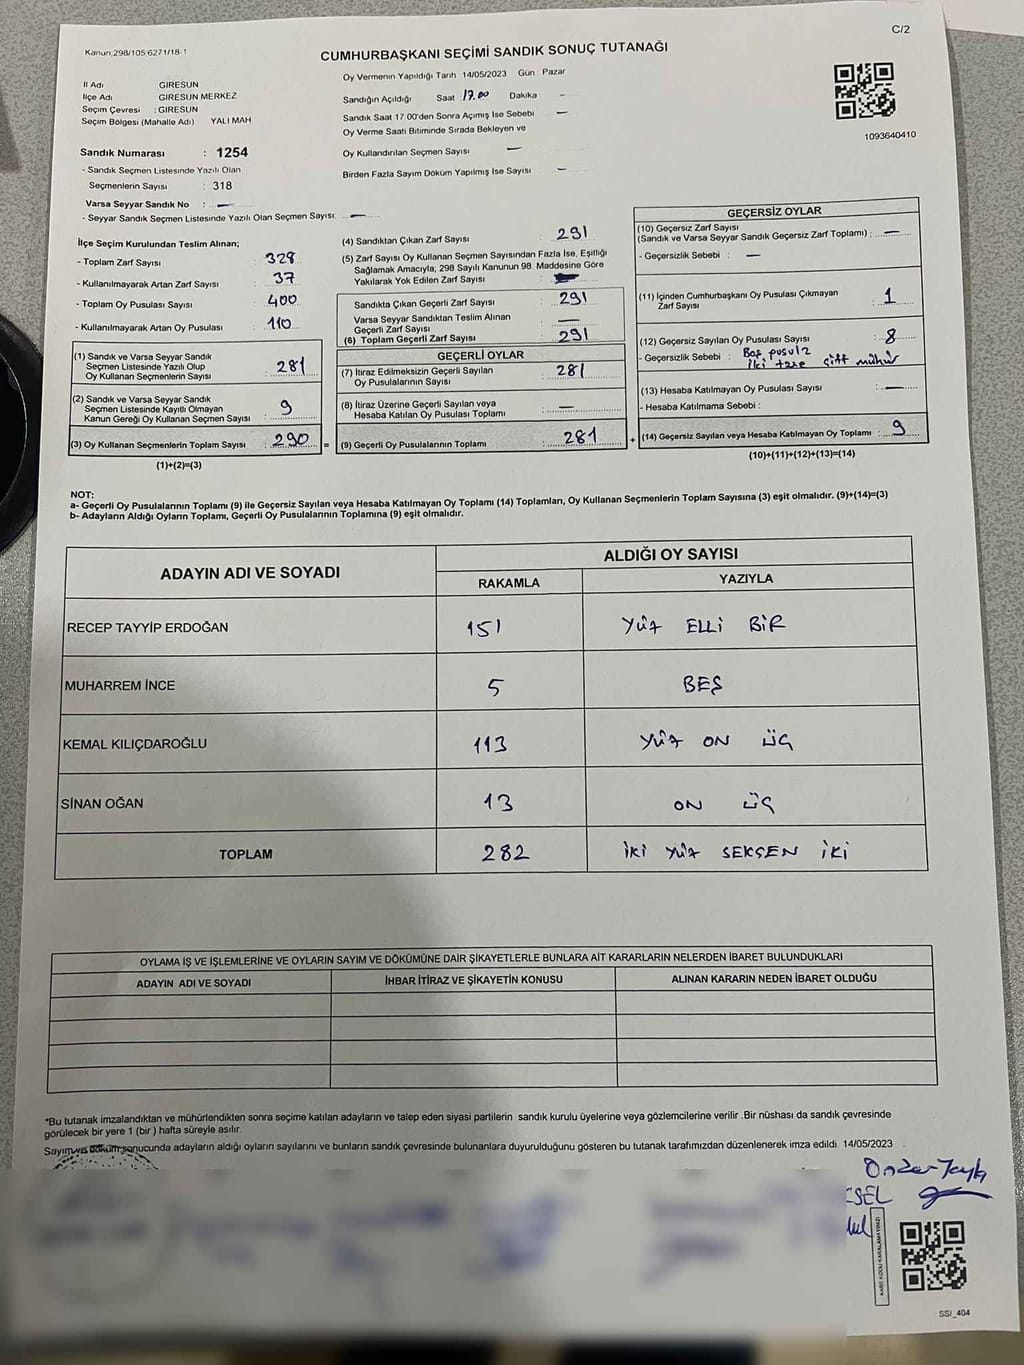 C/2
Kanun:298/105 6271/18-1
CUMHURBAŞKANI SEÇİMİ SANDIK SONUÇ TUTANAĞI
İl Adı GİRESUN
İlçe Adı GİRESUN MERKEZ
Seçim Çevresi : GİRESUN
Seçim Bölgesi (Mahalle Adı) YALI MAH
Oy Vermenin Yapıldığı Tarih 14/05/2023 Gün : Pazar
Sandığın Açıldığı Saat 17.00 Dakika –
Sandık Saat 17 00'den Sonra Açımış İse Sebebi —
Oy Verme Saati Bitiminde Sırada Bekleyen ve
Oy Kullandırılan Seçmen Sayısı —
Birden Fazla Sayım Döküm Yapılmış İse Sayısı —
1093640410
Sandık Numarası : 1254
- Sandık Seçmen Listesinde Yazılı Olan
Seçmenlerin Sayısı : 318
Varsa Seyyar Sandık No : —
- Seyyar Sandık Seçmen Listesinde Yazılı Olan Seçmen Sayısı: —
İlçe Seçim Kurulundan Teslim Alınan;
- Toplam Zarf Sayısı : 328
- Kullanılmayarak Artan Zarf Sayısı : 37
- Toplam Oy Pusulası Sayısı : 400
- Kullanılmayarak Artan Oy Pusulası : 110
(1) Sandık ve Varsa Seyyar Sandık
Seçmen Listesinde Yazılı Olup
Oy Kullanan Seçmenlerin Sayısı : 281
(2) Sandık ve Varsa Seyyar Sandık
Seçmen Listesinde Kayıtlı Olmayan
Kanun Gereği Oy Kullanan Seçmen Sayısı : 9
(3) Oy Kullanan Seçmenlerin Toplam Sayısı : 290 =
(1)+(2)=(3)
(4) Sandıktan Çıkan Zarf Sayısı : 291
(5) Zarf Sayısı Oy Kullanan Seçmen Sayısından Fazla İse, Eşitliği
Sağlamak Amacıyla, 298 Sayılı Kanunun 98. Maddesine Göre
Yakılarak Yok Edilen Zarf Sayısı : —
Sandıkta Çıkan Geçerli Zarf Sayısı : 291
Varsa Seyyar Sandıktan Teslim Alınan
Geçerli Zarf Sayısı : —
(6) Toplam Geçerli Zarf Sayısı : 291
GEÇERLİ OYLAR
(7) İtiraz Edilmeksizin Geçerli Sayılan
Oy Pusulalarının Sayısı : 281
(8) İtiraz Üzerine Geçerli Sayılan veya
Hesaba Katılan Oy Pusulası Toplamı : —
(9) Geçerli Oy Pusulalarının Toplamı : 281 +
GEÇERSİZ OYLAR
(10) Geçersiz Zarf Sayısı
(Sandık ve Varsa Seyyar Sandık Geçersiz Zarf Toplamı) : —
- Geçersizlik Sebebi : —
(11) İçinden Cumhurbaşkanı Oy Pusulası Çıkmayan
Zarf Sayısı : 1
(12) Geçersiz Sayılan Oy Pusulası Sayısı : 8
- Geçersizlik Sebebi : Boş pusula
iki tane çift mühür
(13) Hesaba Katılmayan Oy Pusulası Sayısı : —
- Hesaba Katılmama Sebebi :
(14) Geçersiz Sayılan veya Hesaba Katılmayan Oy Toplamı : 9
(10)+(11)+(12)+(13)=(14)
NOT:
a- Geçerli Oy Pusulalarının Toplamı (9) ile Geçersiz Sayılan veya Hesaba Katılmayan Oy Toplamı (14) Toplamları, Oy Kullanan Seçmenlerin Toplam Sayısına (3) eşit olmalıdır. (9)+(14)=(3)
b- Adayların Aldığı Oyların Toplamı, Geçerli Oy Pusulalarının Toplamına (9) eşit olmalıdır.
ADAYIN ADI VE SOYADI
ALDIĞI OY SAYISI
RAKAMLA YAZIYLA
RECEP TAYYİP ERDOĞAN 151 YÜZ ELLİ BİR
MUHARREM İNCE 5 BEŞ
KEMAL KILIÇDAROĞLU 113 YÜZ ON ÜÇ
SİNAN OĞAN 13 ON ÜÇ
TOPLAM 282 İKİ YÜZ SEKSEN İKİ
OYLAMA İŞ VE İŞLEMLERİNE VE OYLARIN SAYIM VE DÖKÜMÜNE DAİR ŞİKAYETLERLE BUNLARA AİT KARARLARIN NELERDEN İBARET BULUNDUKLARI
ADAYIN ADI VE SOYADI İHBAR İTİRAZ VE ŞİKAYETİN KONUSU ALINAN KARARIN NEDEN İBARET OLDUĞU
*Bu tutanak imzalandıktan ve mühürlendikten sonra seçime katılan adayların ve talep eden siyasi partilerin sandık kurulu üyelerine veya gözlemcilerine verilir .Bir nüshası da sandık çevresinde
görülecek bir yere 1 (bir ) hafta süreyle asılır.
Sayım ve döküm sonucunda adayların aldığı oyların sayılarını ve bunların sandık çevresinde bulunanlara duyurulduğunu gösteren bu tutanak tarafımızdan düzenlenerek imza edildi. 14/05/2023
KARE KODU KARALAMAYINIZ!
SSI_404